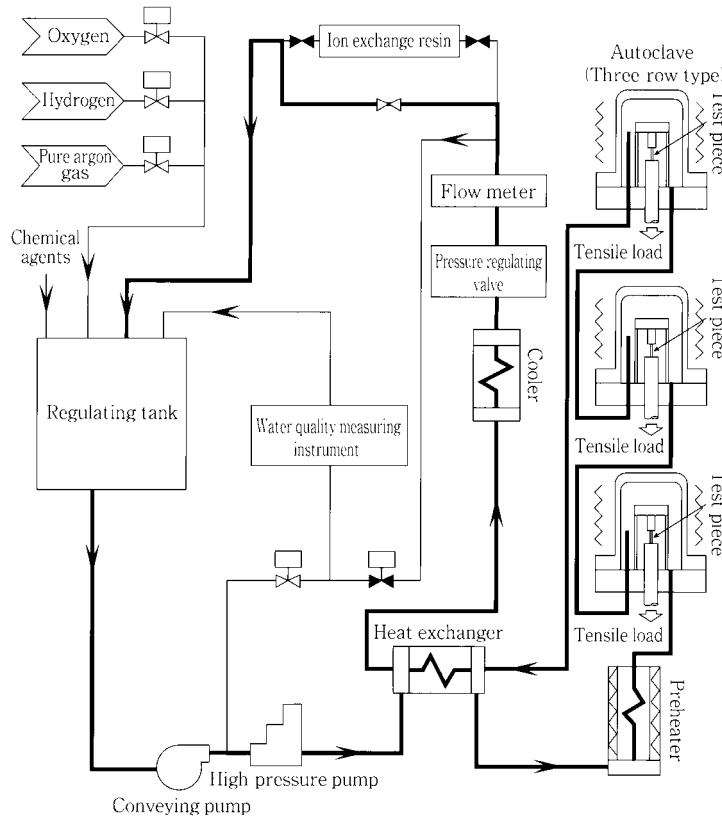 Oxygen
Hydrogen
Pure argon
gas
Chemical
agents
Ion exchange resin
Autoclave
(Three row type)
Test piece
Flow meter
Pressure regulating
valve
Tensile load
Test piece
Cooler
Regulating tank
Water quality measuring
instrument
Tensile load
Test piece
Heat exchanger
Tensile load
Preheater
High pressure pump
Conveying pump